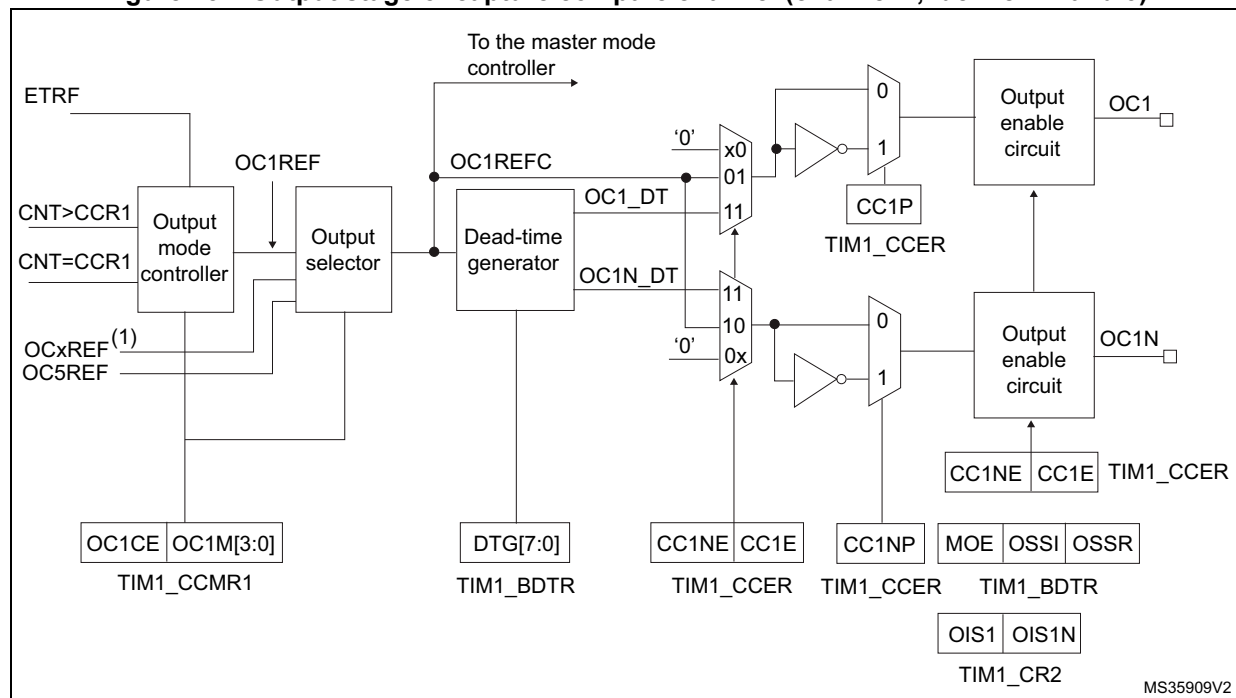 To the master mode
controller
ETRF
OC1REF
OC1REFC
CNT>CCR1
CNT=CCR1
Output
mode
controller
Output
selector
Dead-time
generator
OC1_DT
OC1N_DT
OCxREF(1)
OC5REF
'0'
x0
01
11
11
10
0x
'0'
0
1
CC1P
TIM1_CCER
0
1
Output
enable
circuit
OC1
Output
enable
circuit
OC1N
CC1NE CC1E TIM1_CCER
OC1CE OC1M[3:0]
TIM1_CCMR1
DTG[7:0]
TIM1_BDTR
CC1NE CC1E
TIM1_CCER
CC1NP
TIM1_CCER
MOE OSSI OSSR
TIM1_BDTR
OIS1 OIS1N
TIM1_CR2
MS35909V2